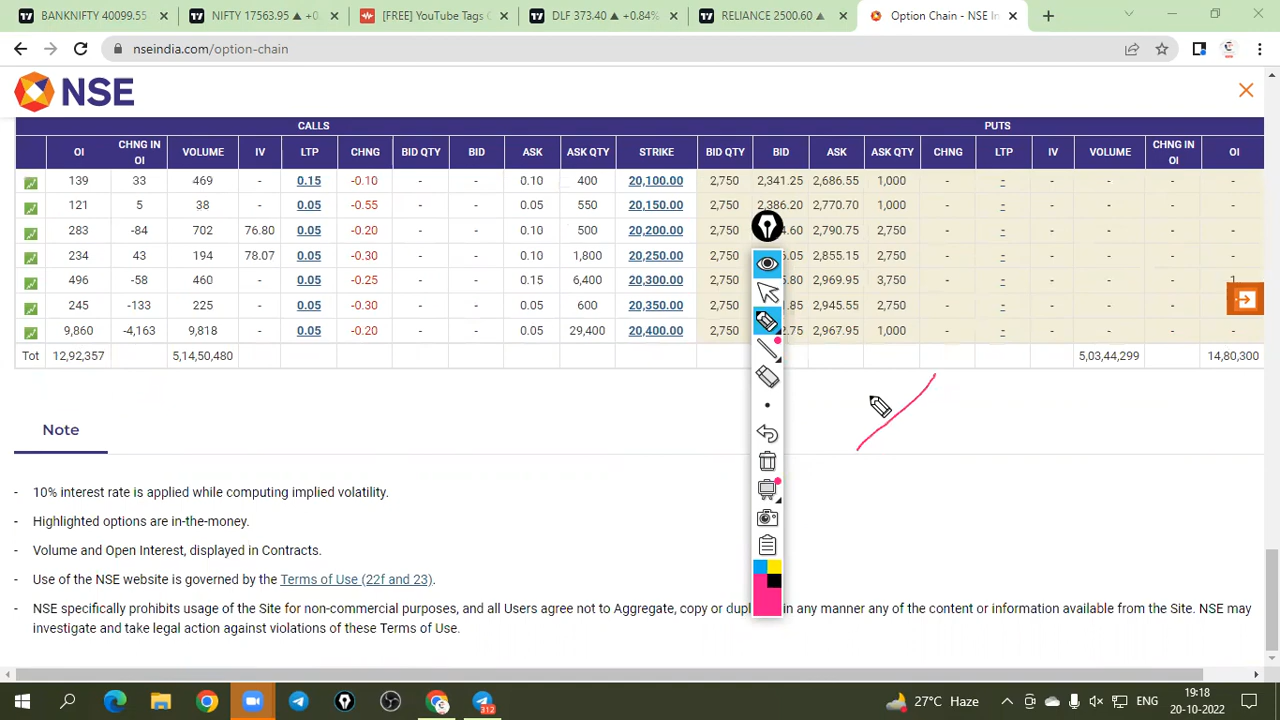 BANKNIFTY 40099.55
NIFTY 17563.95 ▲ +0
[FREE] YouTube Tags
DLF 373.40 ▲ +0.84%
RELIANCE 2500.60 ▲
Option Chain - NSE In
nseindia.com/option-chain
NSE
CALLS PUTS
OI CHNG IN OI VOLUME IV LTP CHNG BID QTY BID ASK ASK QTY STRIKE BID QTY BID ASK ASK QTY CHNG LTP IV VOLUME CHNG IN OI OI
139 33 469 - 0.15 -0.10 - - 0.10 400 20,100.00 2,750 2,341.25 2,686.55 1,000 - - - - - -
121 5 38 - 0.05 -0.55 - - 0.05 550 20,150.00 2,750 2,386.20 2,770.70 1,000 - - - - - -
283 -84 702 76.80 0.05 -0.20 - - 0.10 500 20,200.00 2,750 4.60 2,790.75 2,750 - - - - - -
234 43 194 78.07 0.05 -0.30 - - 0.10 1,800 20,250.00 2,750 6.05 2,855.15 2,750 - - - - - -
496 -58 460 - 0.05 -0.25 - - 0.15 6,400 20,300.00 2,750 5.80 2,969.95 3,750 - - - - - 1
245 -133 225 - 0.05 -0.30 - - 0.05 600 20,350.00 2,750 1.85 2,945.55 2,750 - - - - - -
9,860 -4,163 9,818 - 0.05 -0.20 - - 0.05 29,400 20,400.00 2,750 2.75 2,967.95 1,000 - - - - - -
Tot 12,92,357 5,14,50,480 5,03,44,299 14,80,300
Note
- 10% interest rate is applied while computing implied volatility.
- Highlighted options are in-the-money.
- Volume and Open Interest, displayed in Contracts.
- Use of the NSE website is governed by the Terms of Use (22f and 23).
- NSE specifically prohibits usage of the Site for non-commercial purposes, and all Users agree not to Aggregate, copy or dupl in any manner any of the content or information available from the Site. NSE may
investigate and take legal action against violations of these Terms of Use.
312
27°C Haze
ENG
19:18
20-10-2022